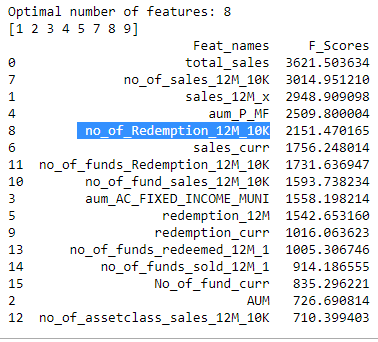 Optimal number of features: 8
[1 2 3 4 5 7 8 9]
Feat_names F_Scores
0 total_sales 3621.503634
7 no_of_sales_12M_10K 3014.951210
1 sales_12M_x 2948.909098
4 aum_P_MF 2509.800004
8 no_of_Redemption_12M_10K 2151.470165
6 sales_curr 1756.248014
11 no_of_funds_Redemption_12M_10K 1731.636947
10 no_of_fund_sales_12M_10K 1593.738234
3 aum_AC_FIXED_INCOME_MUNI 1558.198214
5 redemption_12M 1542.653160
9 redemption_curr 1016.063623
13 no_of_funds_redeemed_12M_1 1005.306746
14 no_of_funds_sold_12M_1 914.186555
15 No_of_fund_curr 835.296221
2 AUM 726.690814
12 no_of_assetclass_sales_12M_10K 710.399403